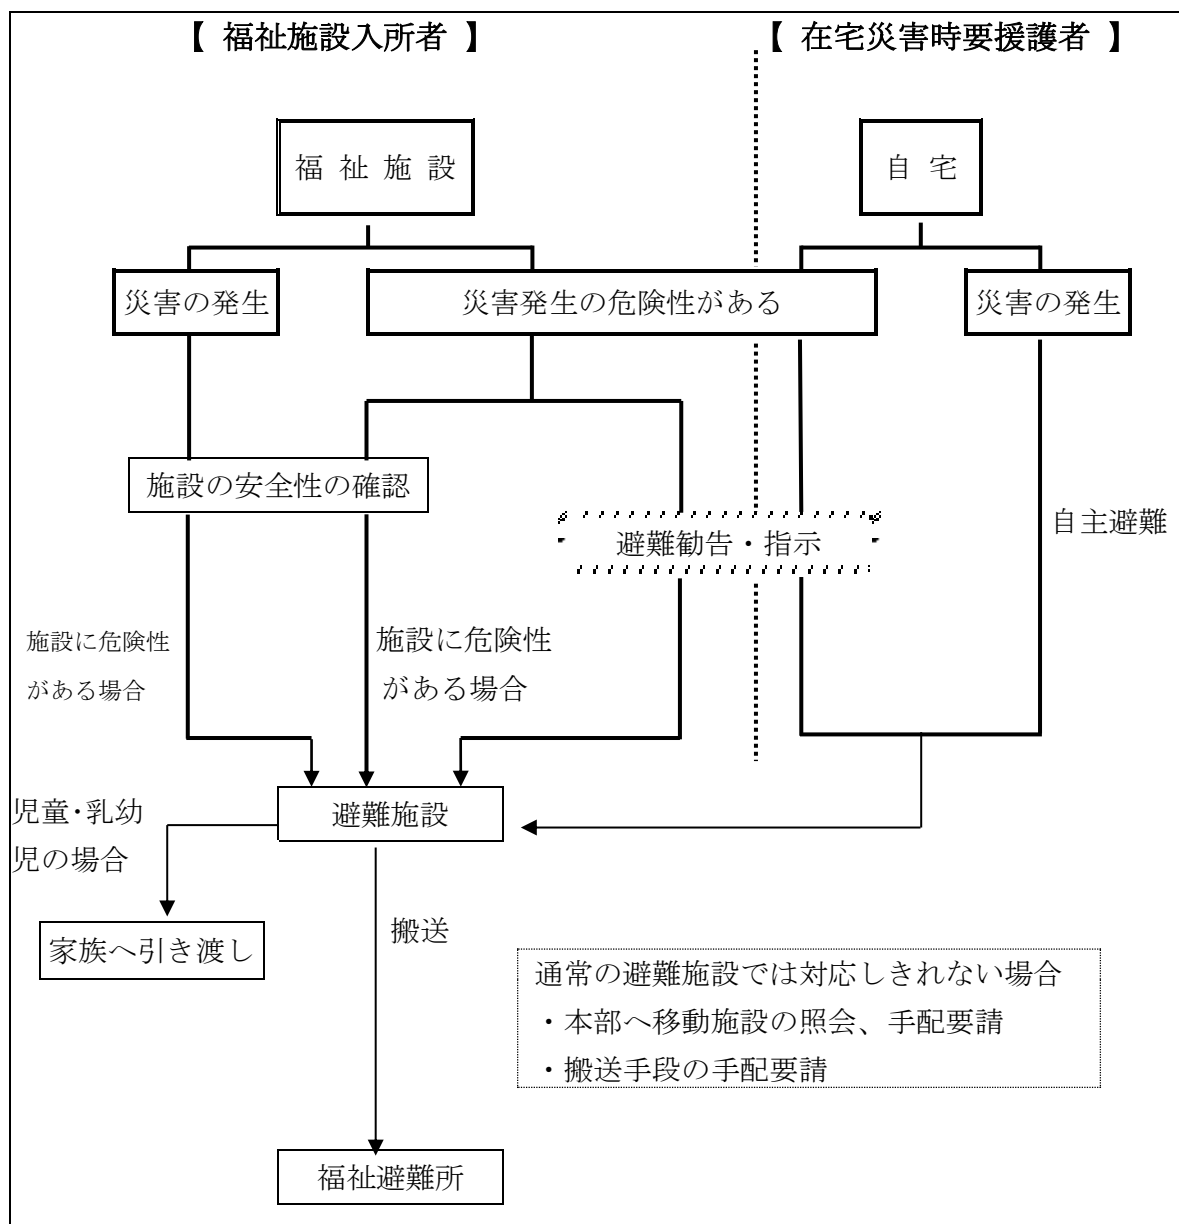 【 福祉施設入所者 】
【 在宅災害時要援護者 】
福 祉 施 設
自 宅
災害の発生
災害発生の危険性がある
災害の発生
施設の安全性の確認
避難勧告・指示
自主避難
施設に危険性
がある場合
施設に危険性
がある場合
避難施設
児童・乳幼
児の場合
家族へ引き渡し
搬送
通常の避難施設では対応しきれない場合
・本部へ移動施設の照会、手配要請
・搬送手段の手配要請
福祉避難所